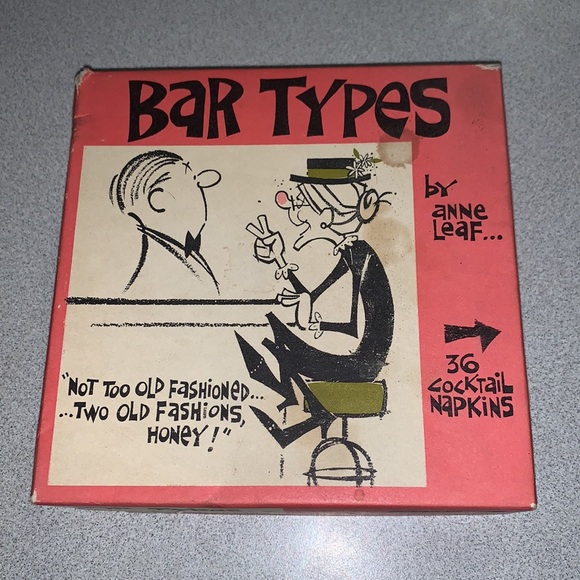 BAR TYPES
by
anne
Leaf...
36
COCKTAIL
NAPKINS
"NOT TOO OLD FASHIONED...
...TWO OLD FASHIONS,
HONEY!"